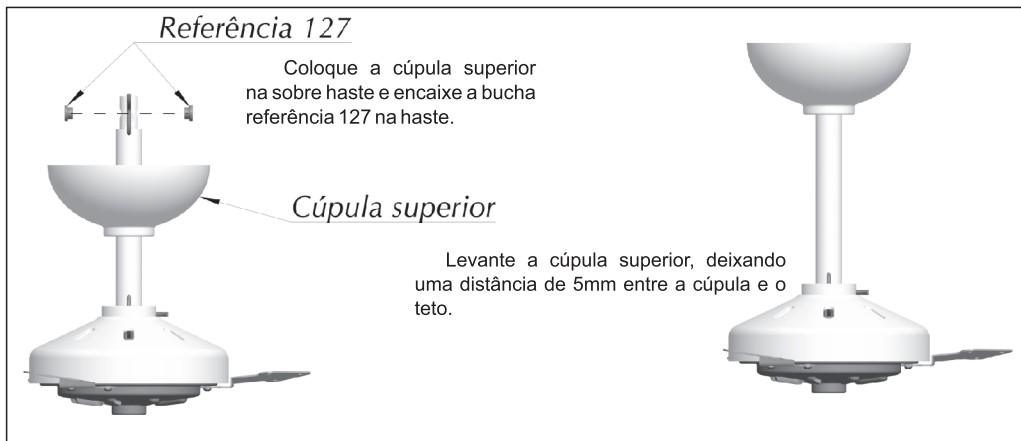 Referência 127
Coloque a cúpula superior
na sobre haste e encaixe a bucha
referência 127 na haste.
Cúpula superior
Levante a cúpula superior, deixando
uma distância de 5mm entre a cúpula e o
teto.